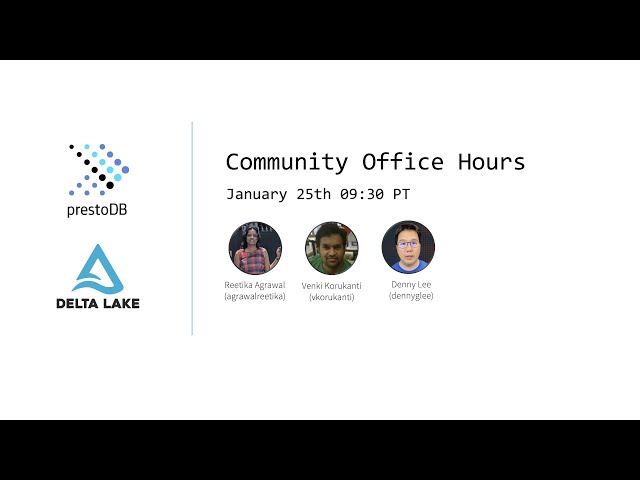 prestoDB
DELTA LAKE
Community Office Hours
January 25th 09:30 PT
Reetika Agrawal
(agrawalreetika)
Venki Korukanti
(vkorukanti)
Denny Lee
(dennyglee)